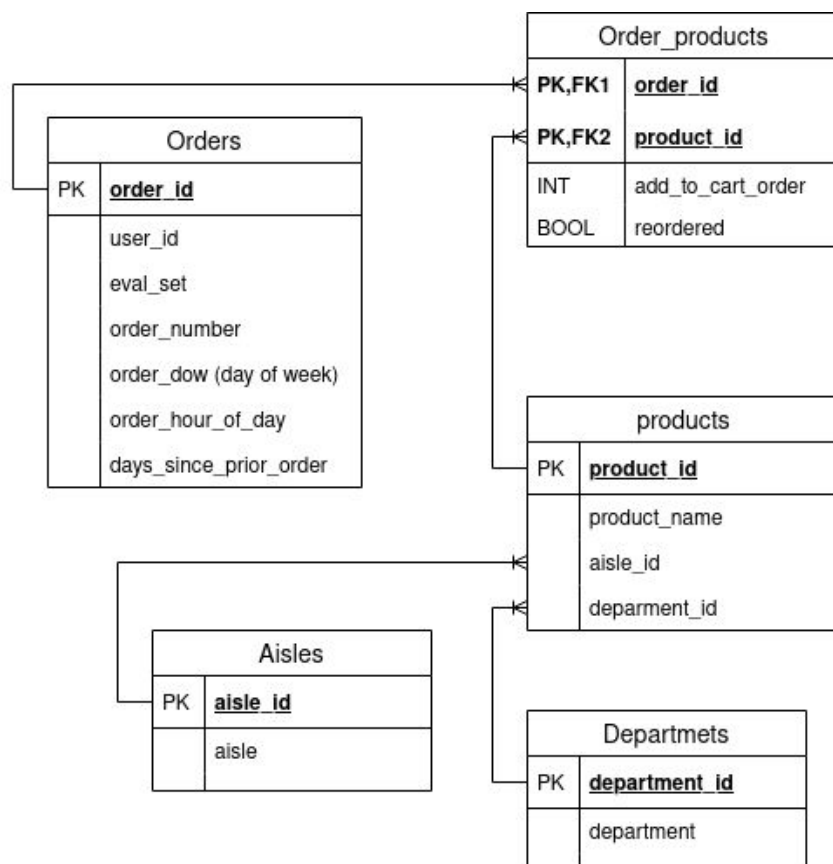 Order_products
PK,FK1 order_id
PK,FK2 product_id
INT add_to_cart_order
BOOL reordered
Orders
PK order_id
user_id
eval_set
order_number
order_dow (day of week)
order_hour_of_day
days_since_prior_order
products
PK product_id
product_name
aisle_id
deparment_id
Aisles
PK aisle_id
aisle
Departmets
PK department_id
department